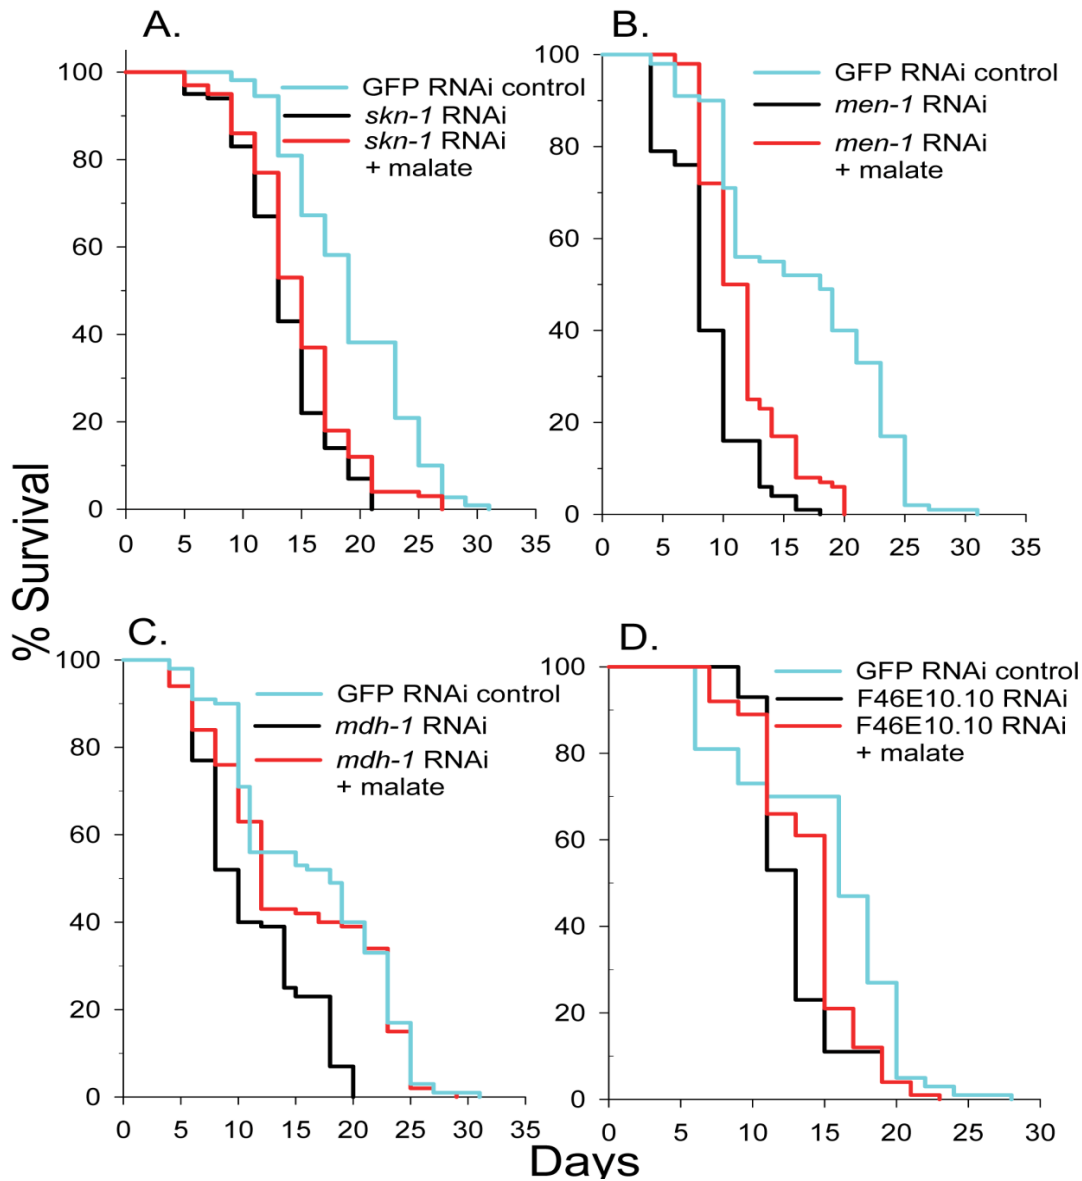 A.
GFP RNAi control
skn-1 RNAi
skn-1 RNAi
+ malate
100
80
60
40
20
0
0 5 10 15 20 25 30 35
B.
GFP RNAi control
men-1 RNAi
men-1 RNAi
+ malate
100
80
60
40
20
0
0 5 10 15 20 25 30 35
% Survival
C.
GFP RNAi control
mdh-1 RNAi
mdh-1 RNAi
+ malate
100
80
60
40
20
0
0 5 10 15 20 25 30 35
D.
GFP RNAi control
F46E10.10 RNAi
F46E10.10 RNAi
+ malate
100
80
60
40
20
0
0 5 10 15 20 25 30
Days